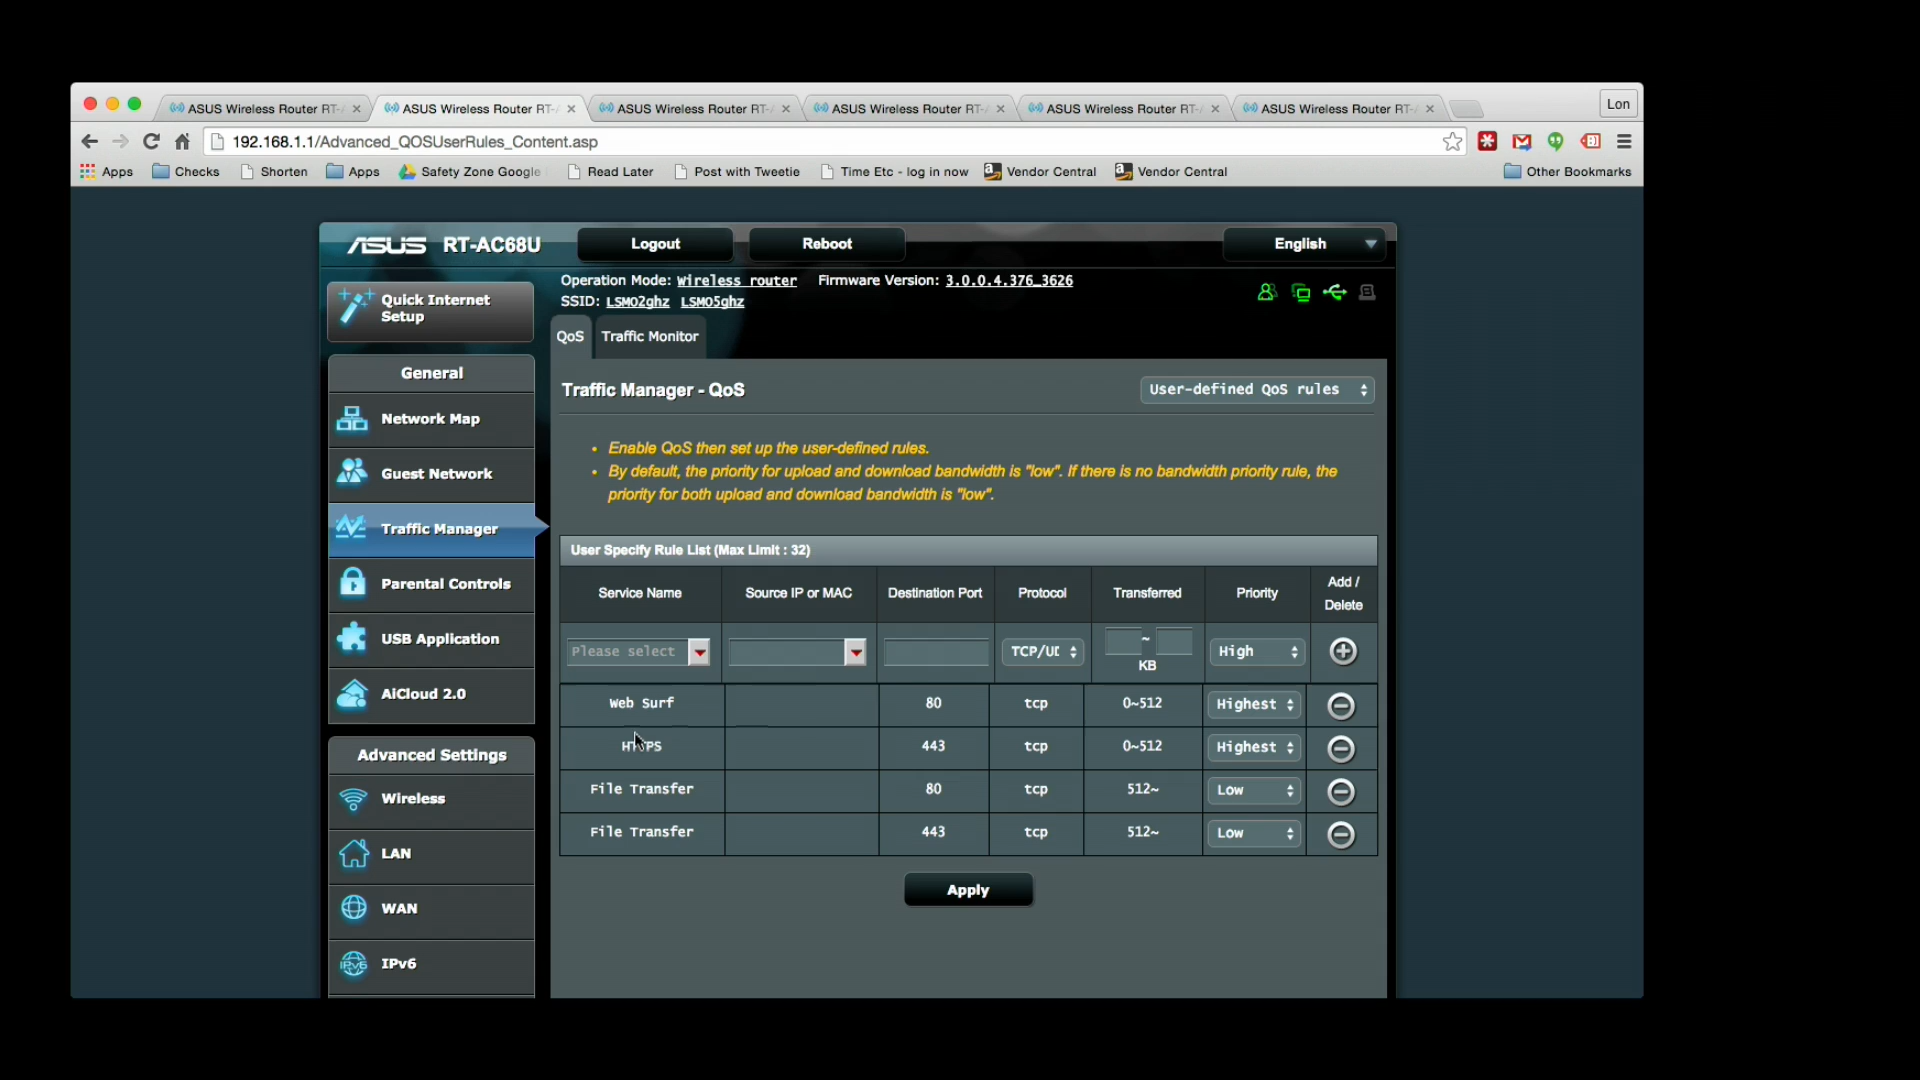 ASUS Wireless Router RT-
ASUS Wireless Router RT-
ASUS Wireless Router RT-
ASUS Wireless Router RT-
ASUS Wireless Router RT-
ASUS Wireless Router RT-
Lon
192.168.1.1/Advanced_QOSUserRules_Content.asp
Apps Checks Shorten Apps Safety Zone Google Read Later Post with Tweetie Time Etc - log in now Vendor Central Vendor Central Other Bookmarks
ASUS RT-AC68U Logout Reboot English
Operation Mode: Wireless router Firmware Version: 3.0.0.4.376_3626
SSID: LSMO2ghz LSMO5ghz
Quick Internet
Setup
General
Network Map
Guest Network
Traffic Manager
Parental Controls
USB Application
AiCloud 2.0
Advanced Settings
Wireless
LAN
WAN
IPv6
QoS Traffic Monitor
Traffic Manager - QoS User-defined QoS rules
• Enable QoS then set up the user-defined rules.
• By default, the priority for upload and download bandwidth is "low". If there is no bandwidth priority rule, the
priority for both upload and download bandwidth is "low".
User Specify Rule List (Max Limit : 32)
Service Name Source IP or MAC Destination Port Protocol Transferred Priority Add /
Delete
Please select TCP/UD ~ High
KB
Web Surf 80 tcp 0~512 Highest
HTTPS 443 tcp 0~512 Highest
File Transfer 80 tcp 512~ Low
File Transfer 443 tcp 512~ Low
Apply